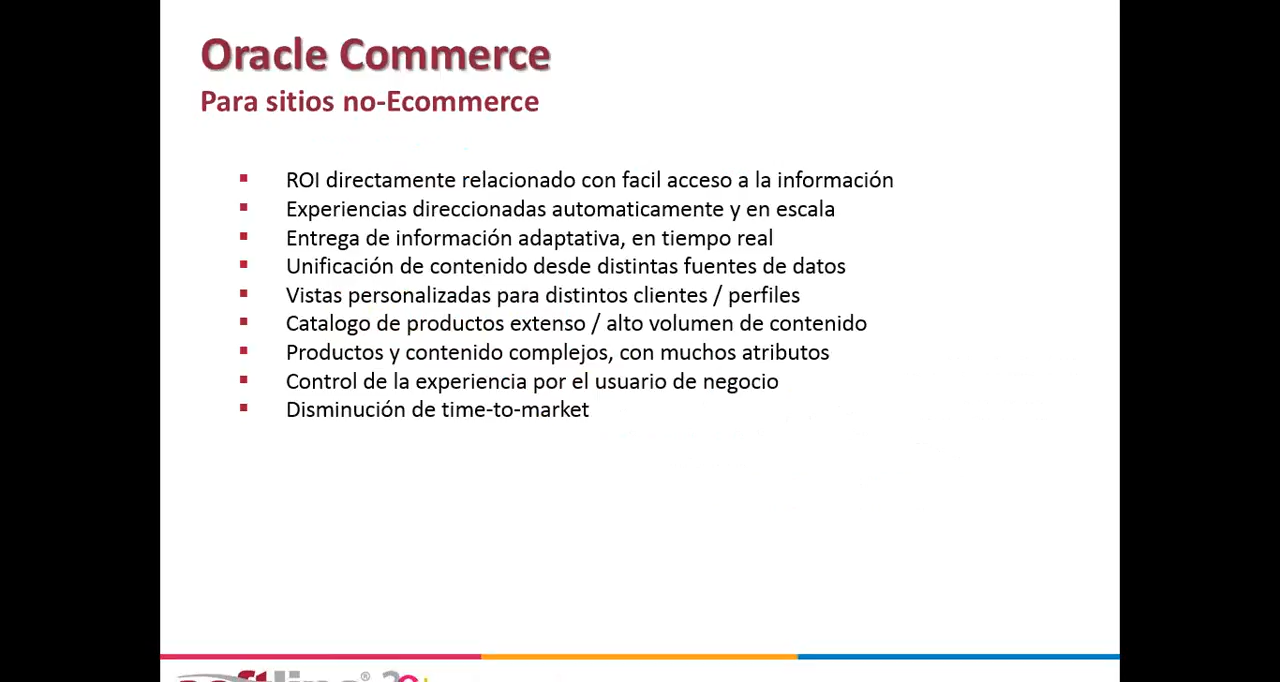 Oracle Commerce
Para sitios no-Ecommerce
ROI directamente relacionado con facil acceso a la información
Experiencias direccionadas automaticamente y en escala
Entrega de información adaptativa, en tiempo real
Unificación de contenido desde distintas fuentes de datos
Vistas personalizadas para distintos clientes / perfiles
Catalogo de productos extenso / alto volumen de contenido
Productos y contenido complejos, con muchos atributos
Control de la experiencia por el usuario de negocio
Disminución de time-to-market